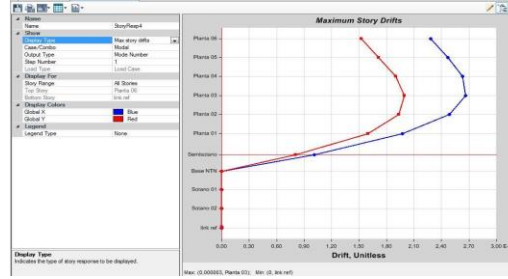 Maximum Story Drifts
Name
Name StoryResp4
Show
Display Type Max story drifts
Case/Combo Modal
Output Type Mode Number
Step Number 1
Load Type Load Case
Display For
Story Range All Stories
Top Story Planta 06
Bottom Story link ref
Display Colors
Global X Blue
Global Y Red
Legend
Legend Type None
Planta 06
Planta 05
Planta 04
Planta 03
Planta 02
Planta 01
Semisotano
Base NTN
Sotano 01
Sotano 02
link ref
0,00 0,30 0,60 0,90 1,20 1,50 1,80 2,10 2,40 2,70 3,00 E-6
Drift, Unitless
Display Type
Indicates the type of story response to be displayed.
Max: (0,000003, Planta 03); Min: (0, link ref)